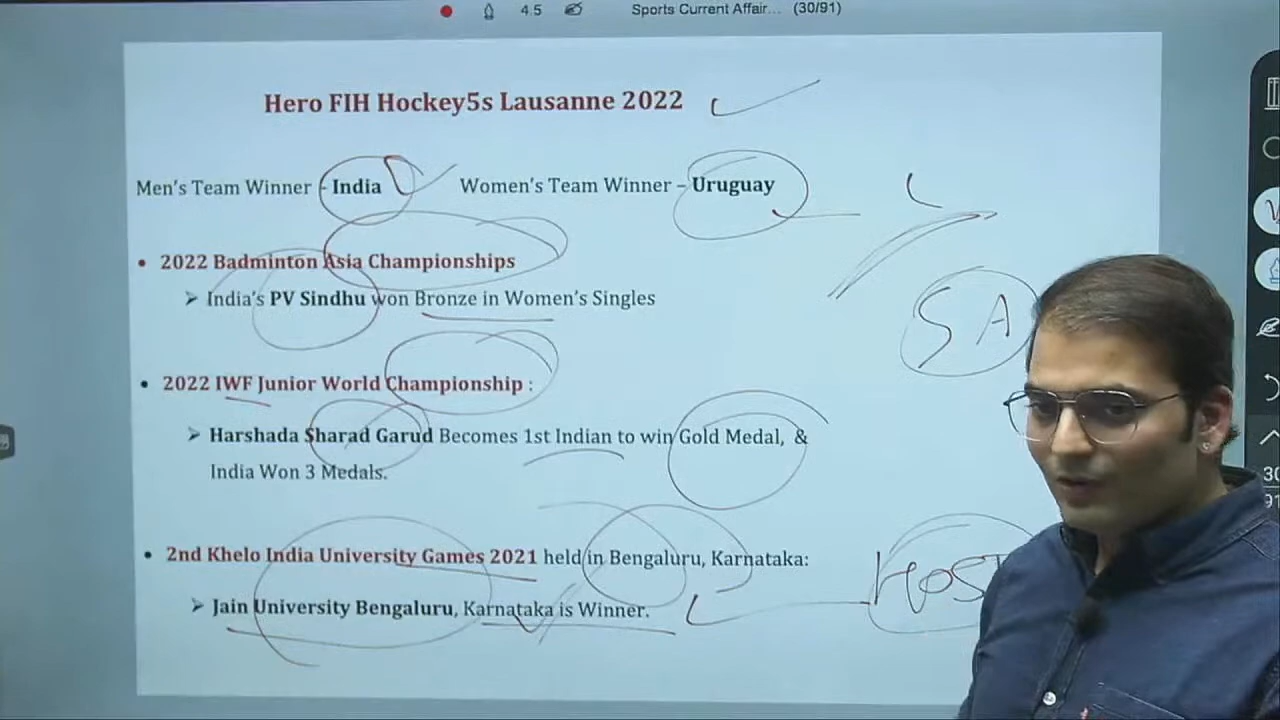 4.5 Sports Current Affair... (30/91)
Hero FIH Hockey5s Lausanne 2022
Men's Team Winner - India Women's Team Winner – Uruguay
• 2022 Badminton Asia Championships
➤ India's PV Sindhu won Bronze in Women's Singles
SA
• 2022 IWF Junior World Championship :
➤ Harshada Sharad Garud Becomes 1st Indian to win Gold Medal, &
India Won 3 Medals.
30
91
• 2nd Khelo India University Games 2021 held in Bengaluru, Karnataka:
➤ Jain University Bengaluru, Karnataka is Winner.
HOST